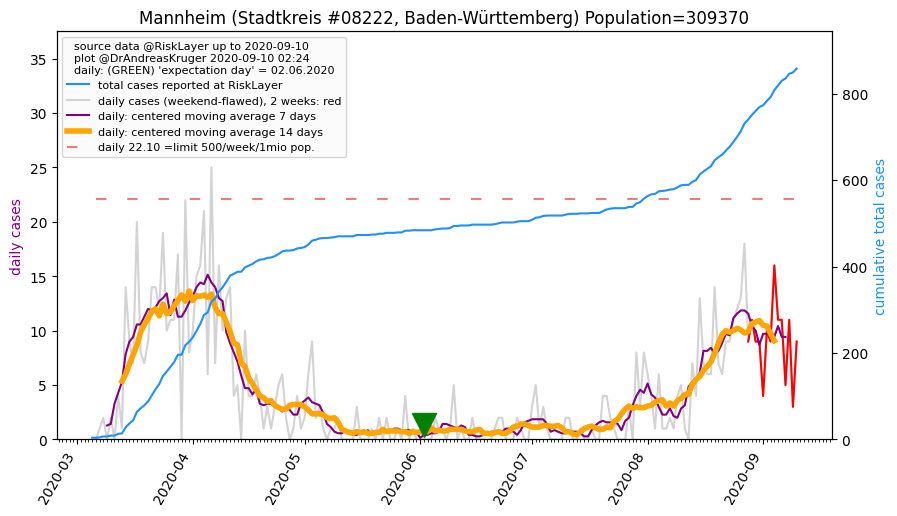 Mannheim (Stadtkreis #08222, Baden-Württemberg) Population=309370
source data @RiskLayer up to 2020-09-10
plot @DrAndreasKruger 2020-09-10 02:24
daily: (GREEN) 'expectation day' = 02.06.2020
total cases reported at RiskLayer
daily cases (weekend-flawed), 2 weeks: red
daily: centered moving average 7 days
daily: centered moving average 14 days
daily 22.10 =limit 500/week/1mio pop.
daily cases
35
30
25
20
15
10
5
0
cumulative total cases
800
600
400
200
0
2020-03
2020-04
2020-05
2020-06
2020-07
2020-08
2020-09